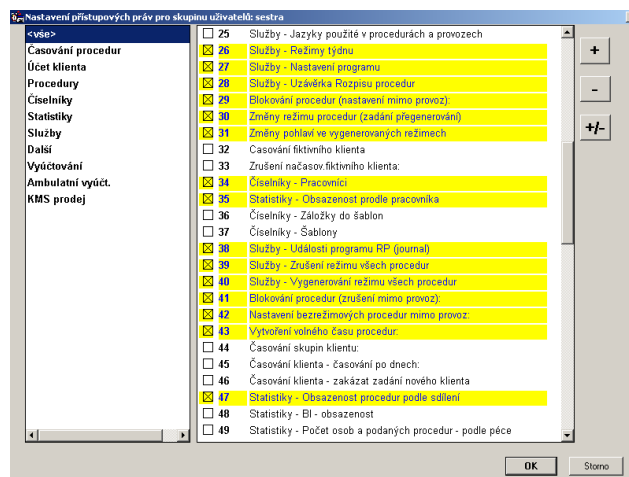 Nastavení přístupových práv pro skupinu uživatelů: sestra
<vše>
Časování procedur
Účet klienta
Procedury
Číselníky
Statistiky
Služby
Další
Vyúčtování
Ambulatní vyúčt.
KMS prodej
25 Služby - Jazyky použité v procedurách a provozech
26 Služby - Režimy týdnu
27 Služby - Nastavení programu
28 Služby - Uzávěrka Rozpisu procedur
29 Blokování procedur (nastavení mimo provoz):
30 Změny režimu procedur (zadání přegenerování)
31 Změny pohlaví ve vygenerovaných režimech
32 Casování fiktivního klienta
33 Zrušení načasov.fiktivního klienta:
34 Číselníky - Pracovníci
35 Statistiky - Obsazenost prodle pracovníka
36 Číselníky - Záložky do šablon
37 Číselníky - Šablony
38 Služby - Události programu RP (journal)
39 Služby - Zrušení režimu všech procedur
40 Služby - Vygenerování režimu všech procedur
41 Blokování procedur (zrušení mimo provoz):
42 Nastavení bezrežimových procedur mimo provoz:
43 Vytvoření volného času procedur:
44 Časování skupin klientu:
45 Časování klienta - časování po dnech:
46 Časování klienta - zakázat zadání nového klienta
47 Statistiky - Obsazenost procedur podle sdílení
48 Statistiky - BI - obsazenost
49 Statistiky - Počet osob a podaných procedur - podle péce
+
-
+/-
OK
Storno